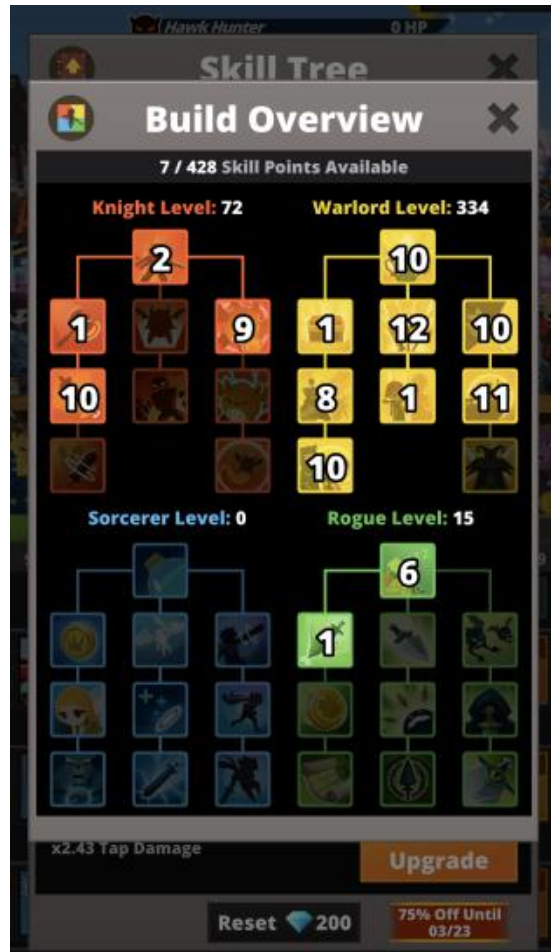 Hawk Hunter 0 HP
Skill Tree
Build Overview
7 / 428 Skill Points Available
Knight Level: 72 Warlord Level: 334
2 10
1 9 1 12 10
10 8 1 11
10
Sorcerer Level: 0 Rogue Level: 15
6
1
x2.43 Tap Damage
Upgrade
Reset 200
75% Off Until
03/23